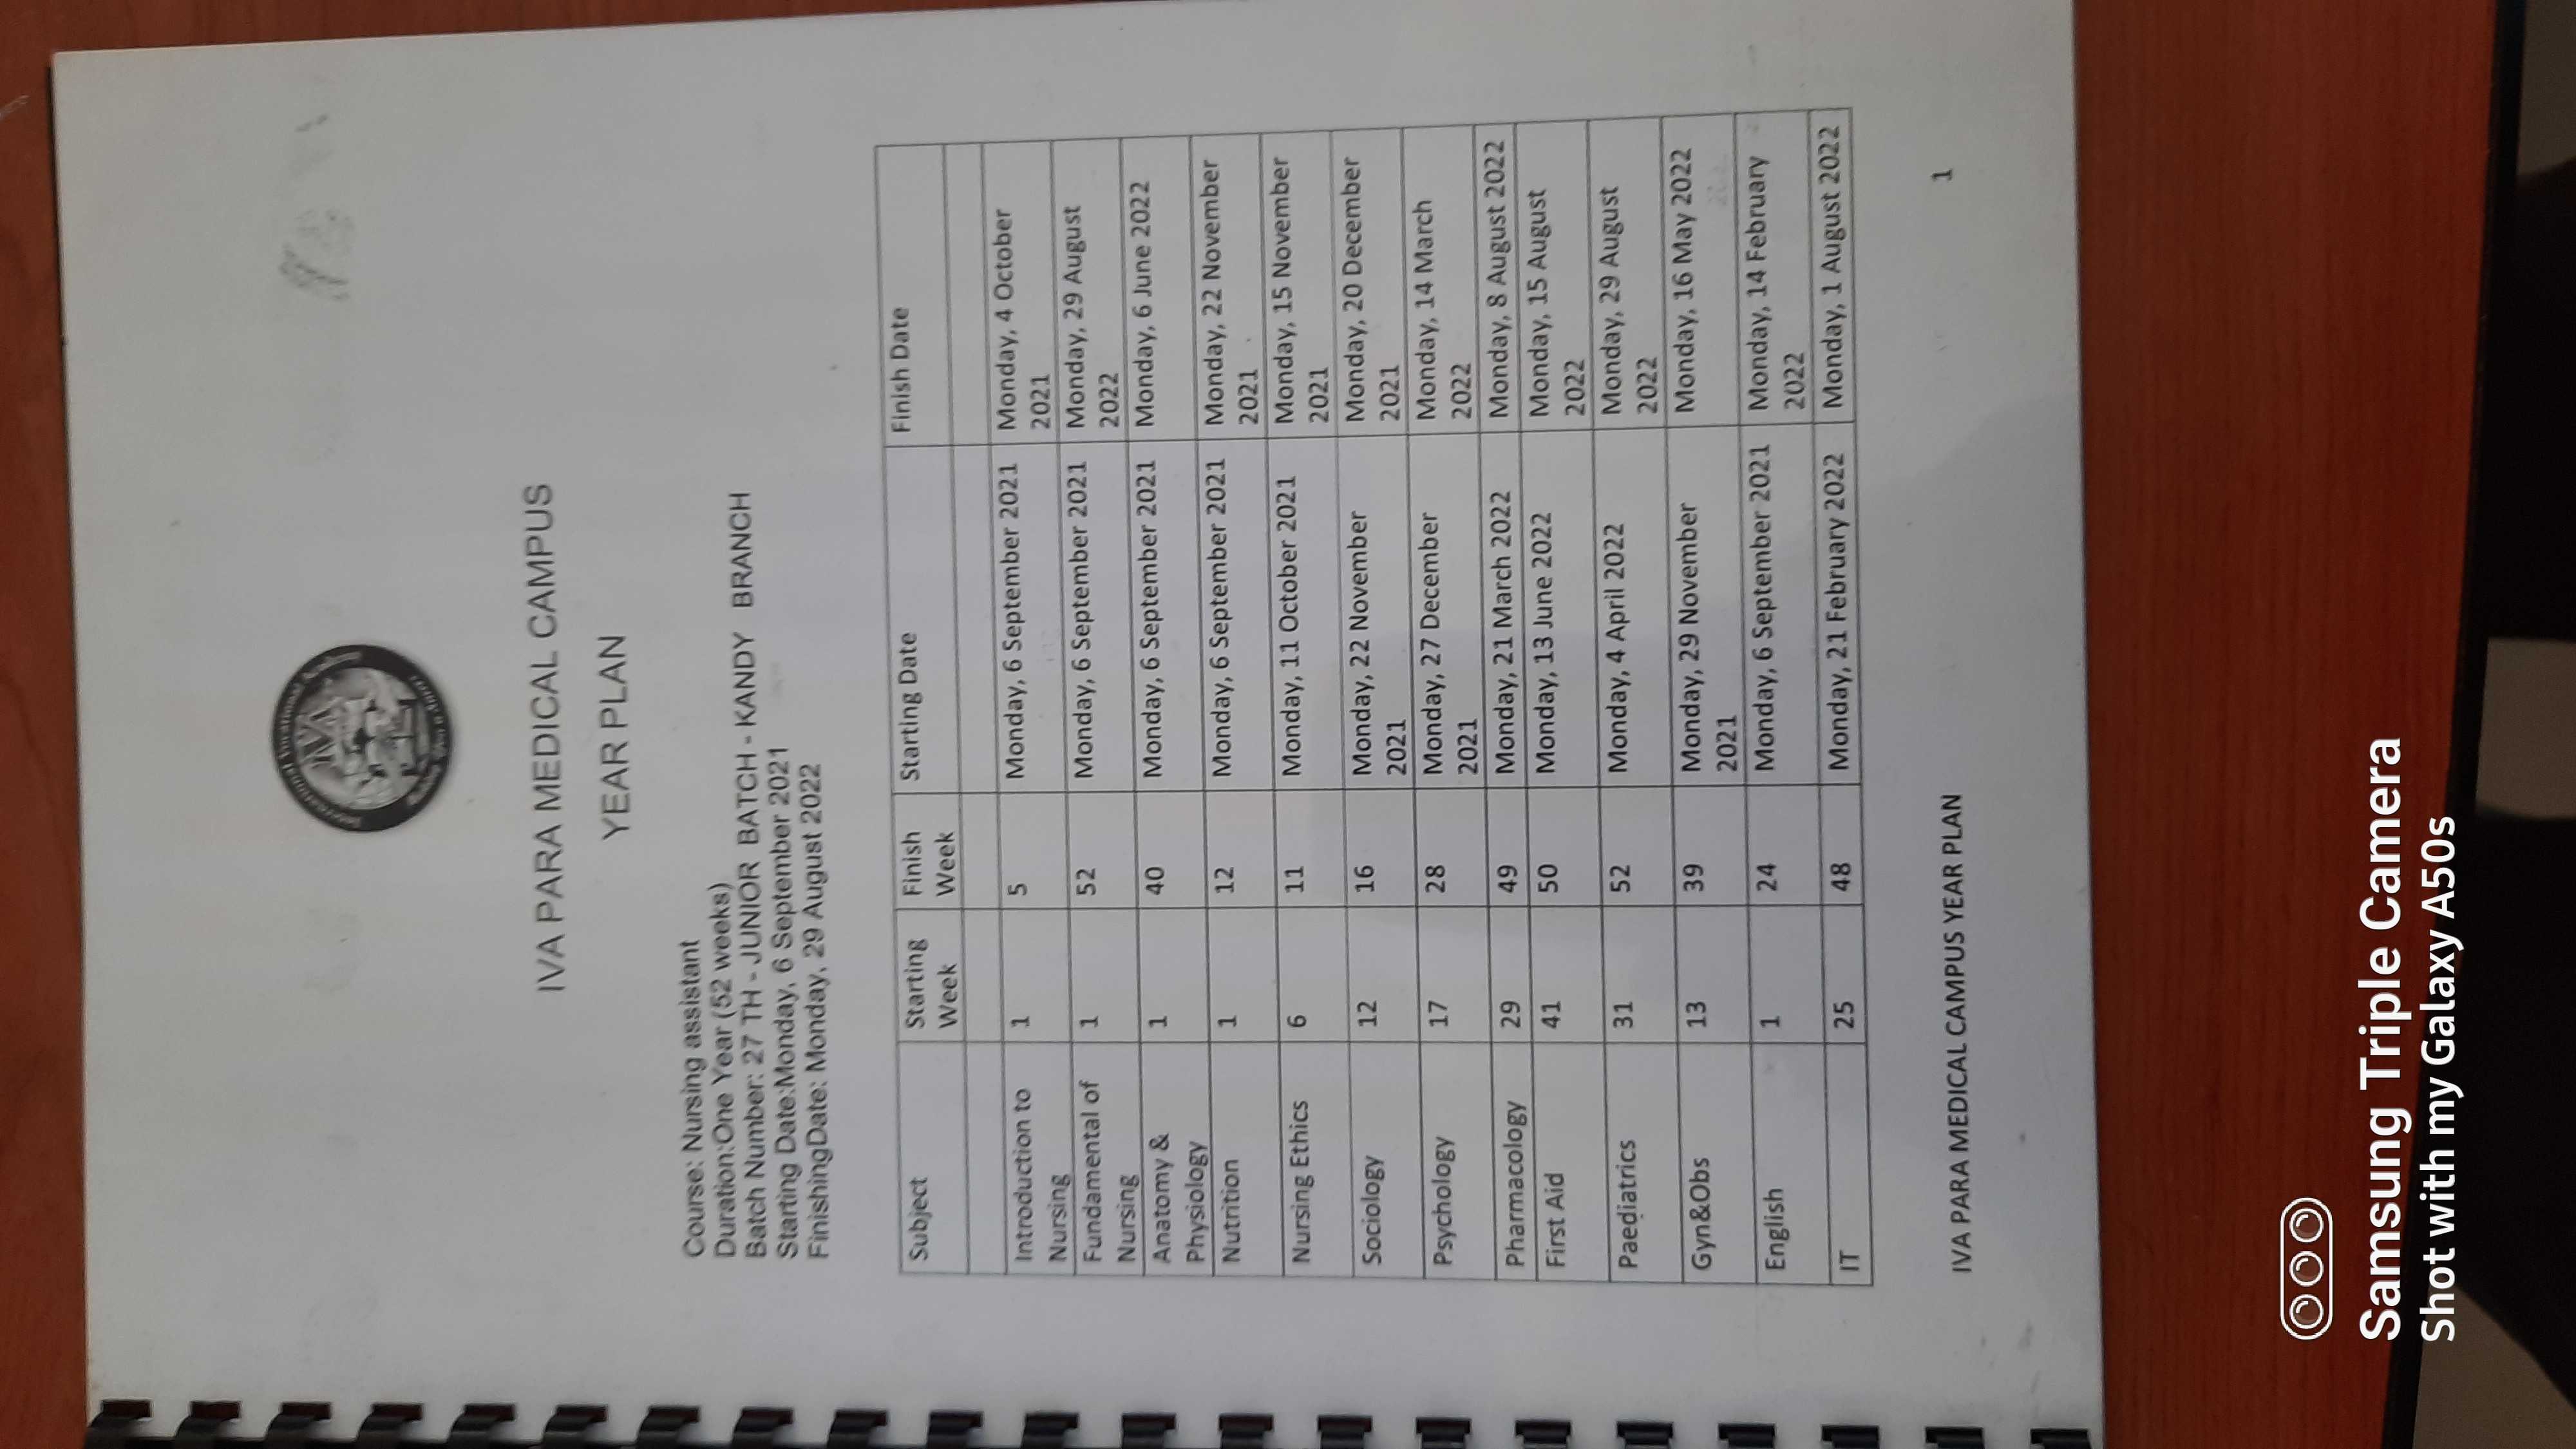 IVA
IVA PARA MEDICAL CAMPUS
YEAR PLAN
Course: Nursing assistant
Duration:One Year (52 weeks)
Batch Number: 27 TH - JUNIOR BATCH - KANDY BRANCH
Starting Date:Monday, 6 September 2021
FinishingDate: Monday, 29 August 2022
Subject Starting Week Finish Week Starting Date Finish Date
Introduction to Nursing 1 5 Monday, 6 September 2021 Monday, 4 October 2021
Fundamental of Nursing 1 52 Monday, 6 September 2021 Monday, 29 August 2022
Anatomy & Physiology 1 40 Monday, 6 September 2021 Monday, 6 June 2022
Nutrition 1 12 Monday, 6 September 2021 Monday, 22 November 2021
Nursing Ethics 6 11 Monday, 11 October 2021 Monday, 15 November 2021
Sociology 12 16 Monday, 22 November 2021 Monday, 20 December 2021
Psychology 17 28 Monday, 27 December 2021 Monday, 14 March 2022
Pharmacology 29 49 Monday, 21 March 2022 Monday, 8 August 2022
First Aid 41 50 Monday, 13 June 2022 Monday, 15 August 2022
Paediatrics 31 52 Monday, 4 April 2022 Monday, 29 August 2022
Gyn&Obs 13 39 Monday, 29 November 2021 Monday, 16 May 2022
English 1 24 Monday, 6 September 2021 Monday, 14 February 2022
IT 25 48 Monday, 21 February 2022 Monday, 1 August 2022
IVA PARA MEDICAL CAMPUS YEAR PLAN 1
Samsung Triple Camera
Shot with my Galaxy A50s